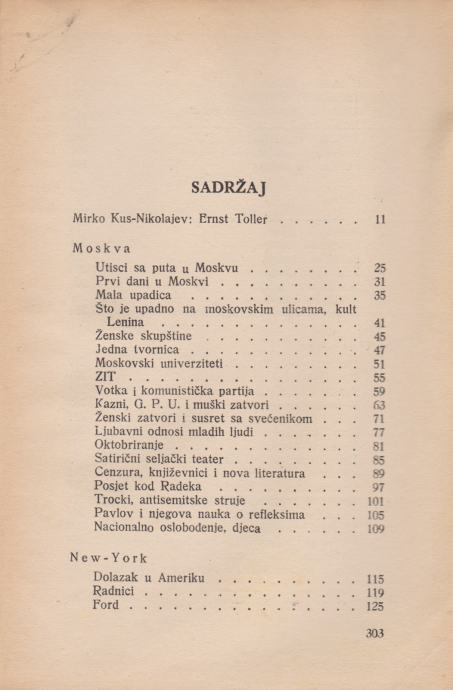 SADRŽAJ
Mirko Kus-Nikolajev: Ernst Toller . . . . . . 11
Moskva
Utisci sa puta u Moskvu . . . . . . . . 25
Prvi dani u Moskvi . . . . . . . . . 31
Mala upadica . . . . . . . . . . 35
Što je upadno na moskovskim ulicama, kult
Lenina . . . . . . . . . . . 41
Ženske skupštine . . . . . . . . . . 45
Jedna tvornica . . . . . . . . . . 47
Moskovski univerziteti . . . . . . . . . 51
ZIT . . . . . . . . . . . . . 55
Votka i komunistička partija . . . . . . . 59
Kazni, G. P. U. i muški zatvori . . . . . . 63
Ženski zatvori i susret sa svećenikom . . . 71
Ljubavni odnosi mladih ljudi . . . . . . . 77
Oktobriranje . . . . . . . . . . . 81
Satirični seljački teater . . . . . . . . 85
Cenzura, književnici i nova literatura . . . 89
Posjet kod Radeka . . . . . . . . . 97
Trocki, antisemitske struje . . . . . . . 101
Pavlov i njegova nauka o refleksima . . . 105
Nacionalno oslobođenje, djeca . . . . . . 109
New-York
Dolazak u Ameriku . . . . . . . . . 115
Radnici . . . . . . . . . . . . 119
Ford . . . . . . . . . . . . . 125
303